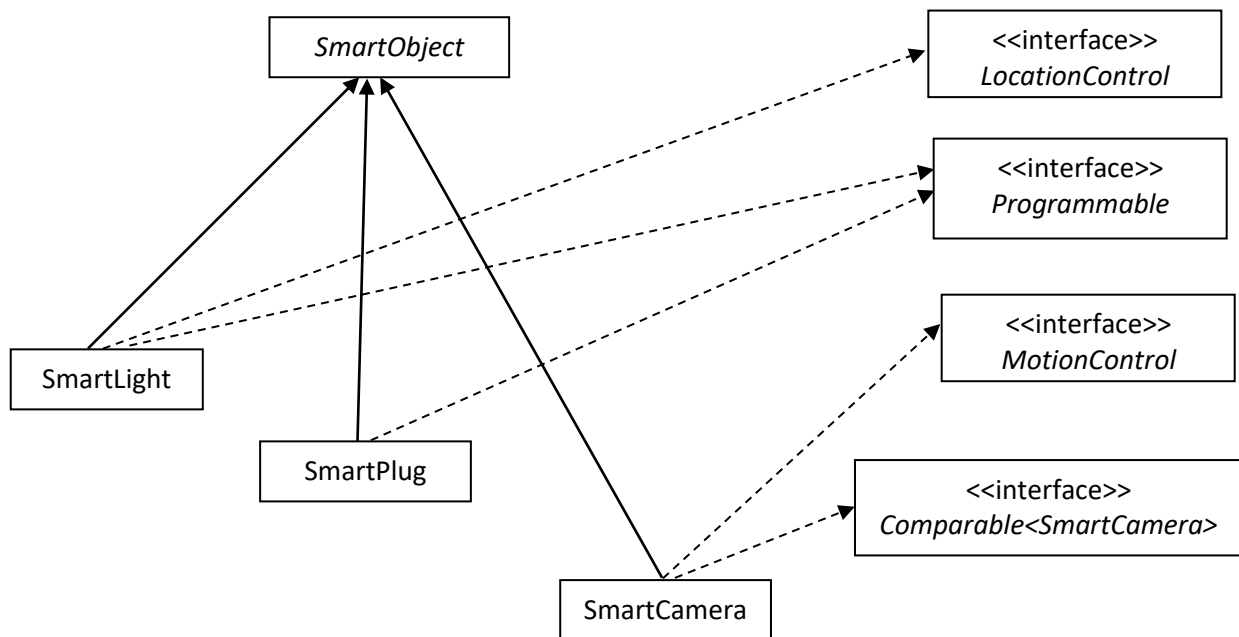 SmartObject
<<interface>>
LocationControl
<<interface>>
Programmable
<<interface>>
MotionControl
SmartLight
SmartPlug
<<interface>>
Comparable<SmartCamera>
SmartCamera